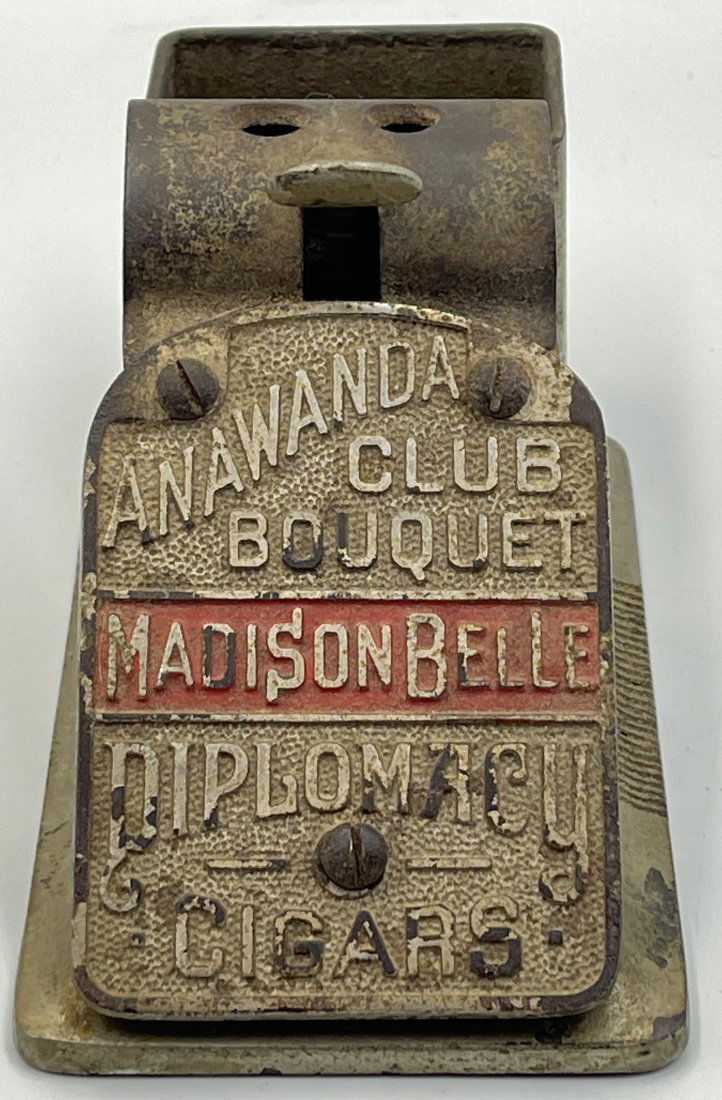 ANAWANDA
CLUB
BOUQUET
MADISON BELLE
DIPLOMACY
CIGARS